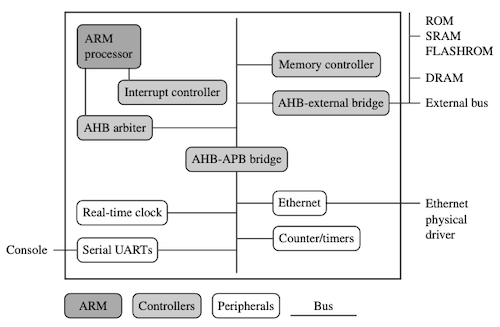 ROM
SRAM
FLASHROM
DRAM
External bus
ARM
processor
Memory controller
Interrupt controller
AHB-external bridge
AHB arbiter
AHB-APB bridge
Real-time clock
Ethernet
Ethernet
physical
driver
Console
Serial UARTs
Counter/timers
ARM
Controllers
Peripherals
Bus